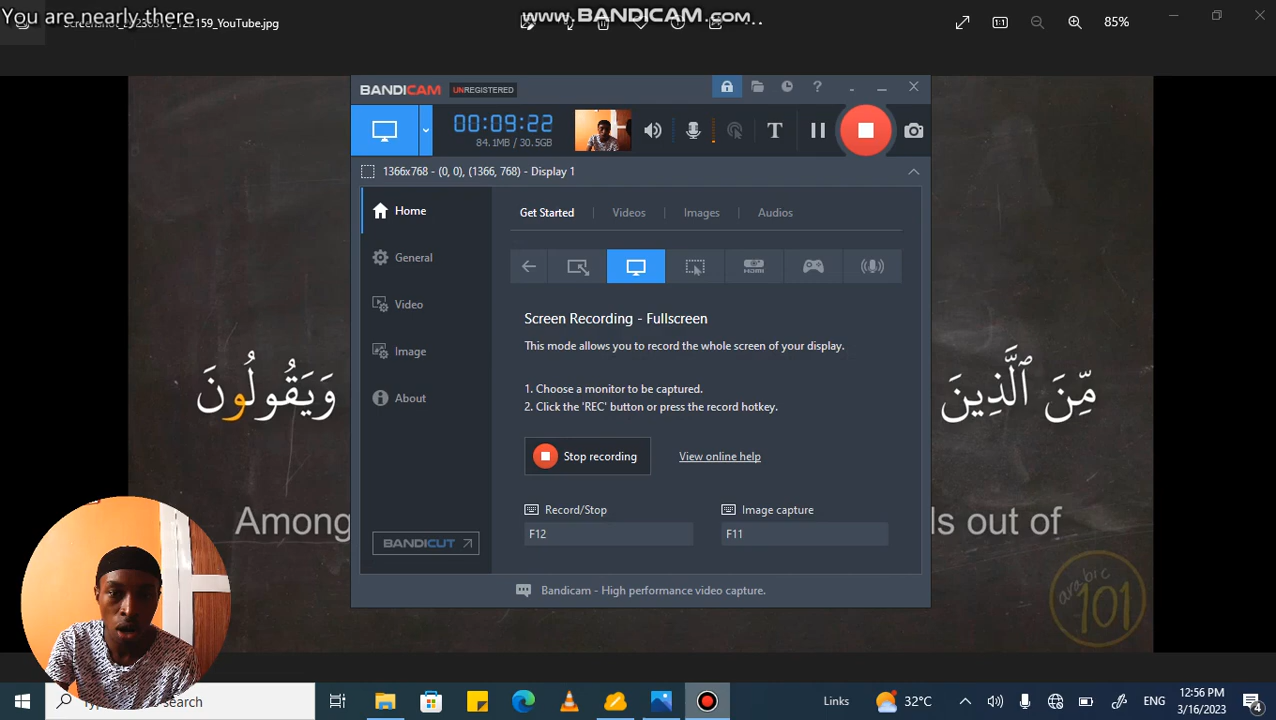 You are nearly there
www.BANDICAM.com
159_YouTube.jpg
85%
BANDICAM UNREGISTERED
00:09:22
84.1MB / 30.5GB
1366x768 - (0, 0), (1366, 768) - Display 1
Home
General
Video
Image
About
BANDICUT
Get Started
Videos
Images
Audios
HDMI
Screen Recording - Fullscreen
This mode allows you to record the whole screen of your display.
1. Choose a monitor to be captured.
2. Click the 'REC' button or press the record hotkey.
Stop recording
View online help
Record/Stop
Image capture
F12
F11
Bandicam - High performance video capture.
مِّنَ ٱلَّذِينَ
وَيَقُولُونَ
Among
out of
arabic
101
search
Links
32°C
ENG
12:56 PM
3/16/2023
4